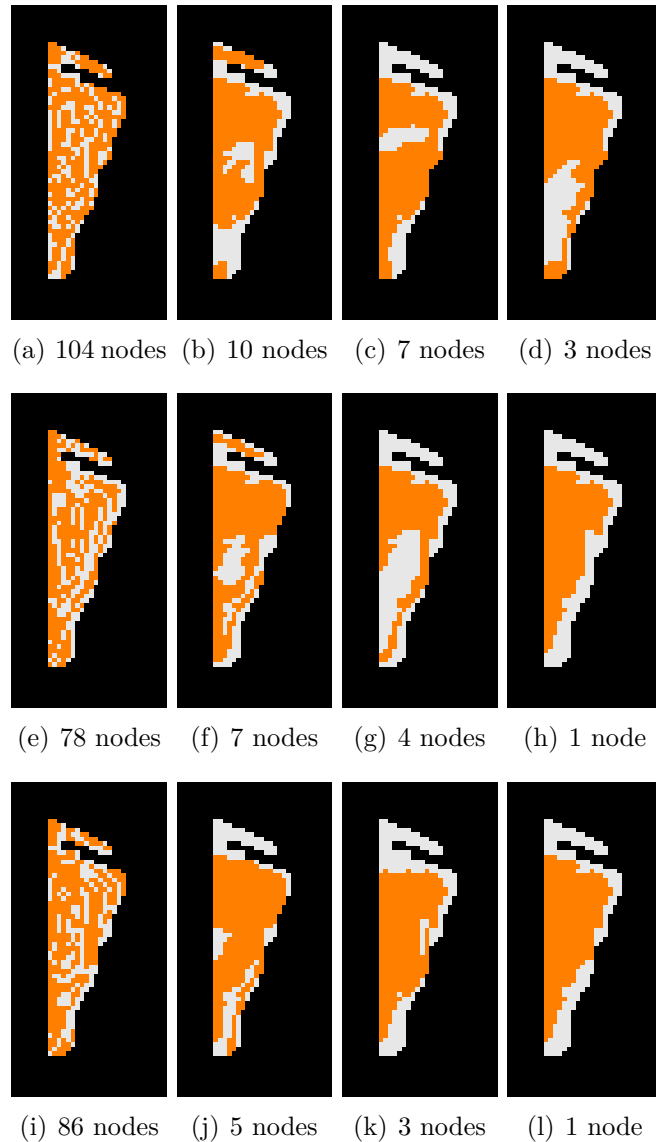 (a) 104 nodes (b) 10 nodes (c) 7 nodes (d) 3 nodes
(e) 78 nodes (f) 7 nodes (g) 4 nodes (h) 1 node
(i) 86 nodes (j) 5 nodes (k) 3 nodes (l) 1 node